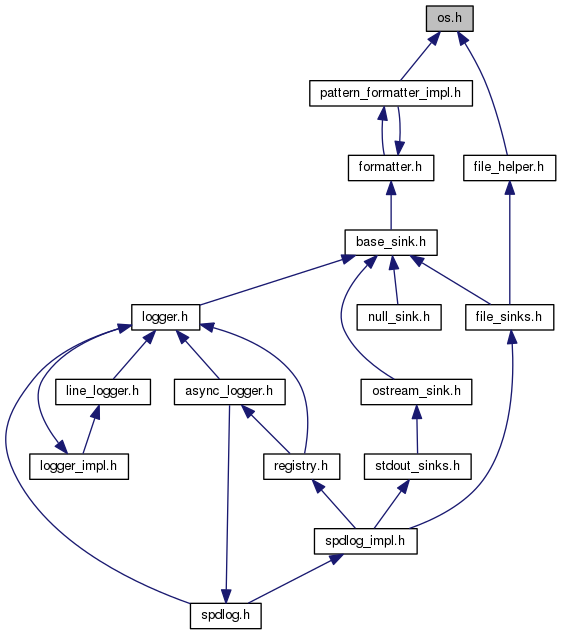 os.h
pattern_formatter_impl.h
formatter.h
file_helper.h
base_sink.h
logger.h
null_sink.h
file_sinks.h
line_logger.h
async_logger.h
ostream_sink.h
logger_impl.h
registry.h
stdout_sinks.h
spdlog_impl.h
spdlog.h